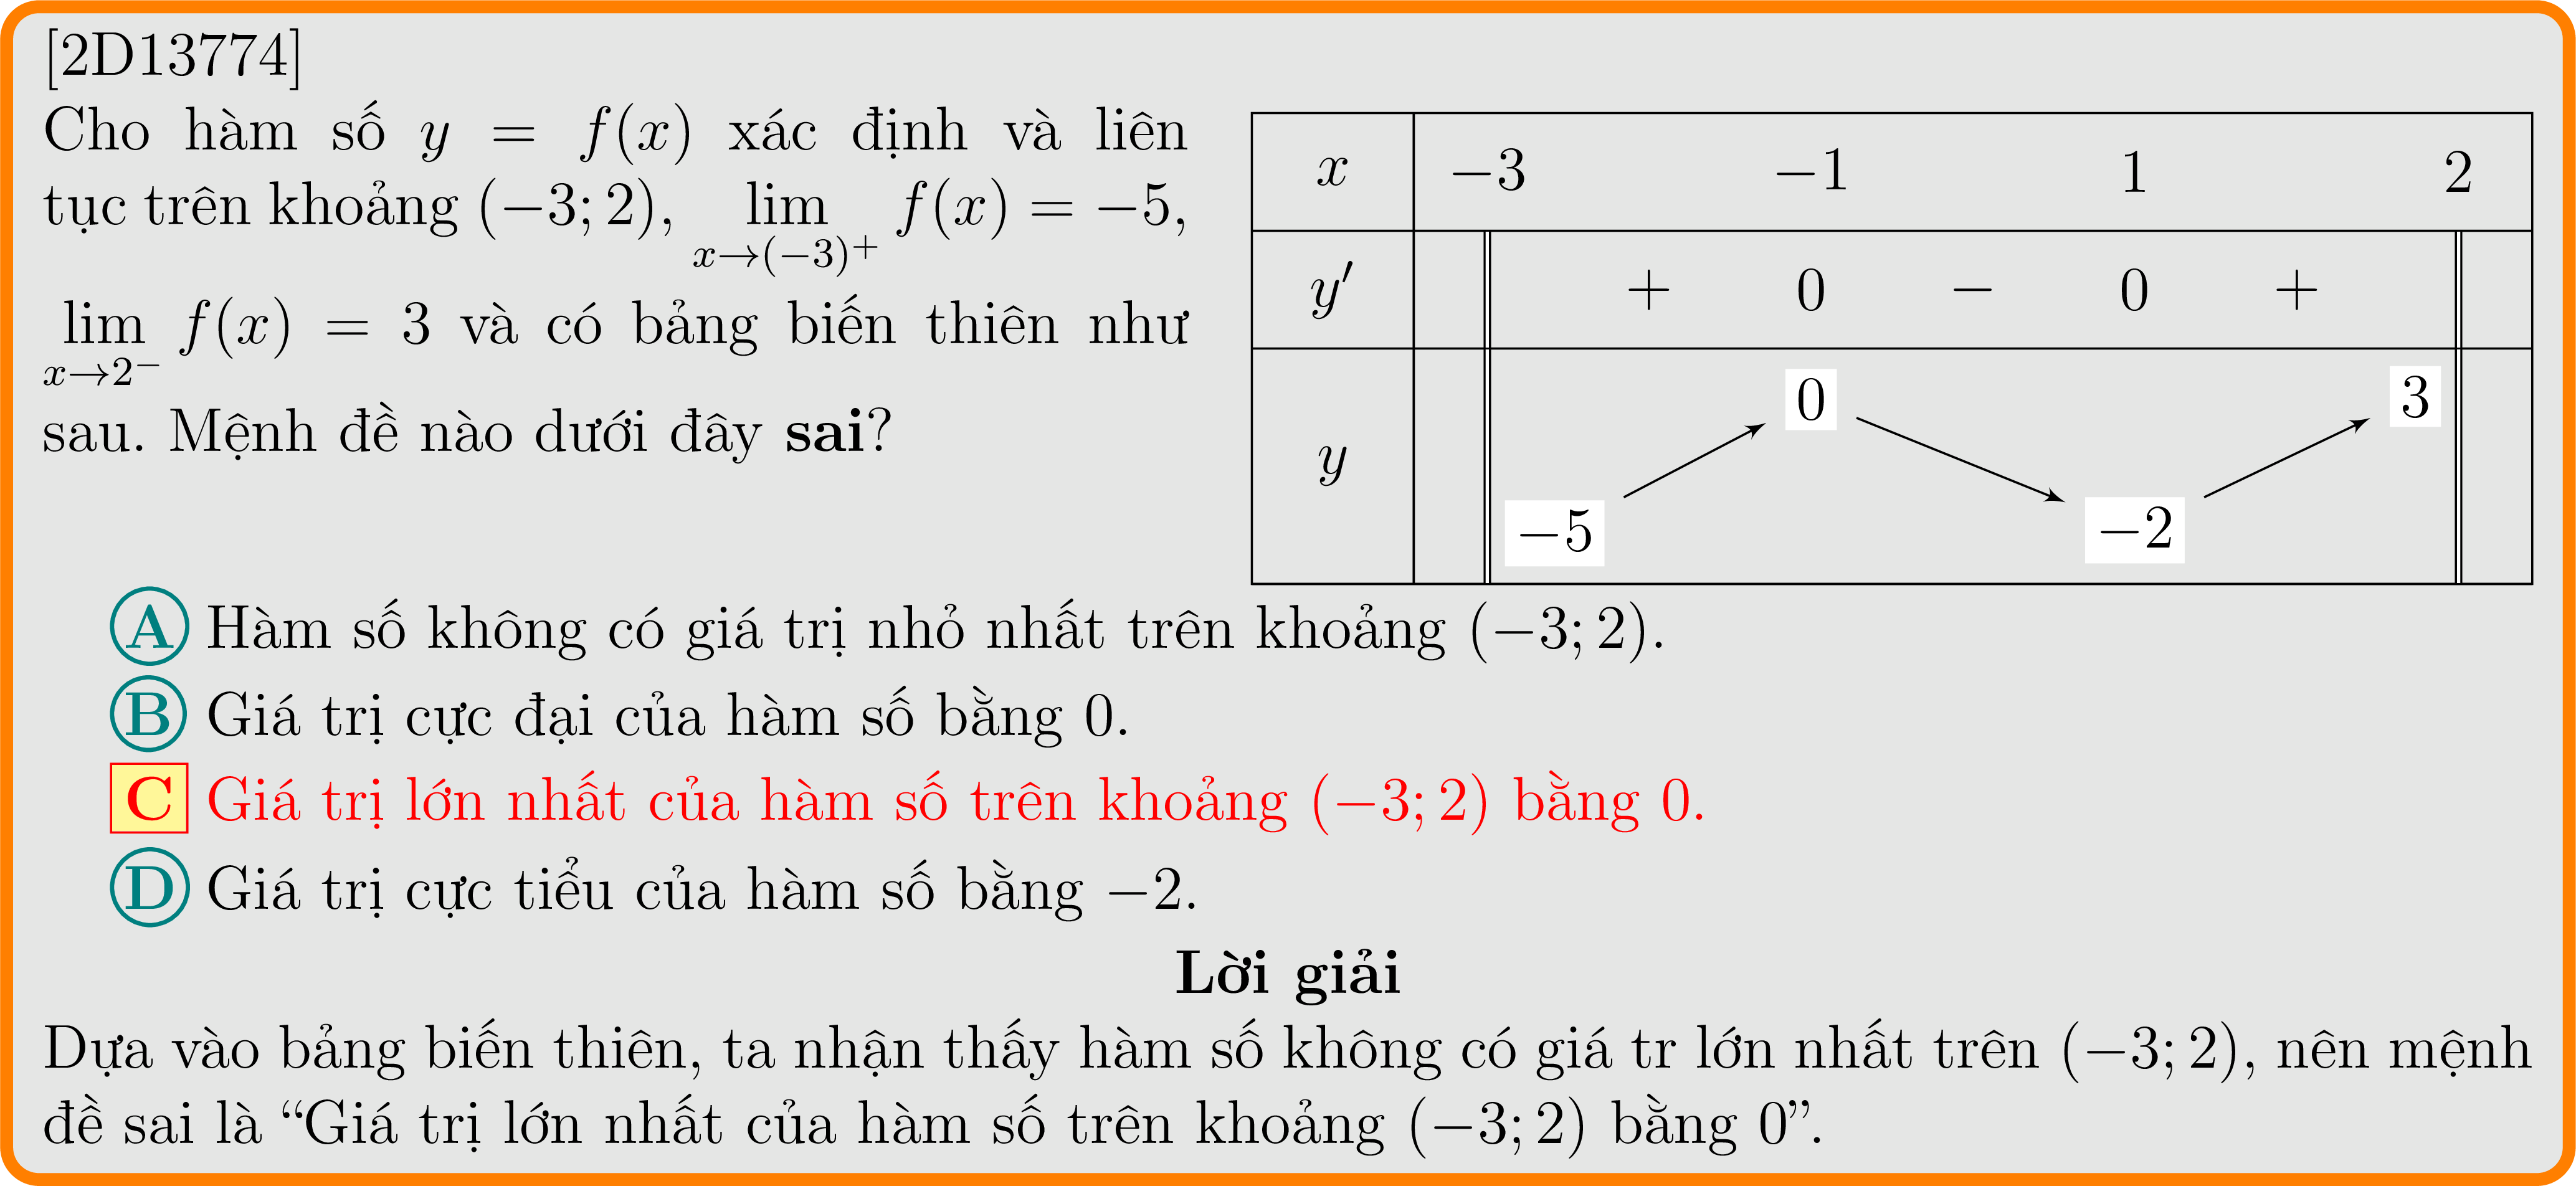 [2D13774]
Cho hàm số y = f(x) xác định và liên
tục trên khoảng (−3; 2), lim x→(−3)⁺ f(x) = −5,
lim x→2⁻ f(x) = 3 và có bảng biến thiên như
sau. Mệnh đề nào dưới đây sai?
x −3 −1 1 2
y′ + 0 − 0 +
y −5 0 −2 3
A Hàm số không có giá trị nhỏ nhất trên khoảng (−3; 2).
B Giá trị cực đại của hàm số bằng 0.
C Giá trị lớn nhất của hàm số trên khoảng (−3; 2) bằng 0.
D Giá trị cực tiểu của hàm số bằng −2.
Lời giải
Dựa vào bảng biến thiên, ta nhận thấy hàm số không có giá tr lớn nhất trên (−3; 2), nên mệnh
đề sai là “Giá trị lớn nhất của hàm số trên khoảng (−3; 2) bằng 0”.